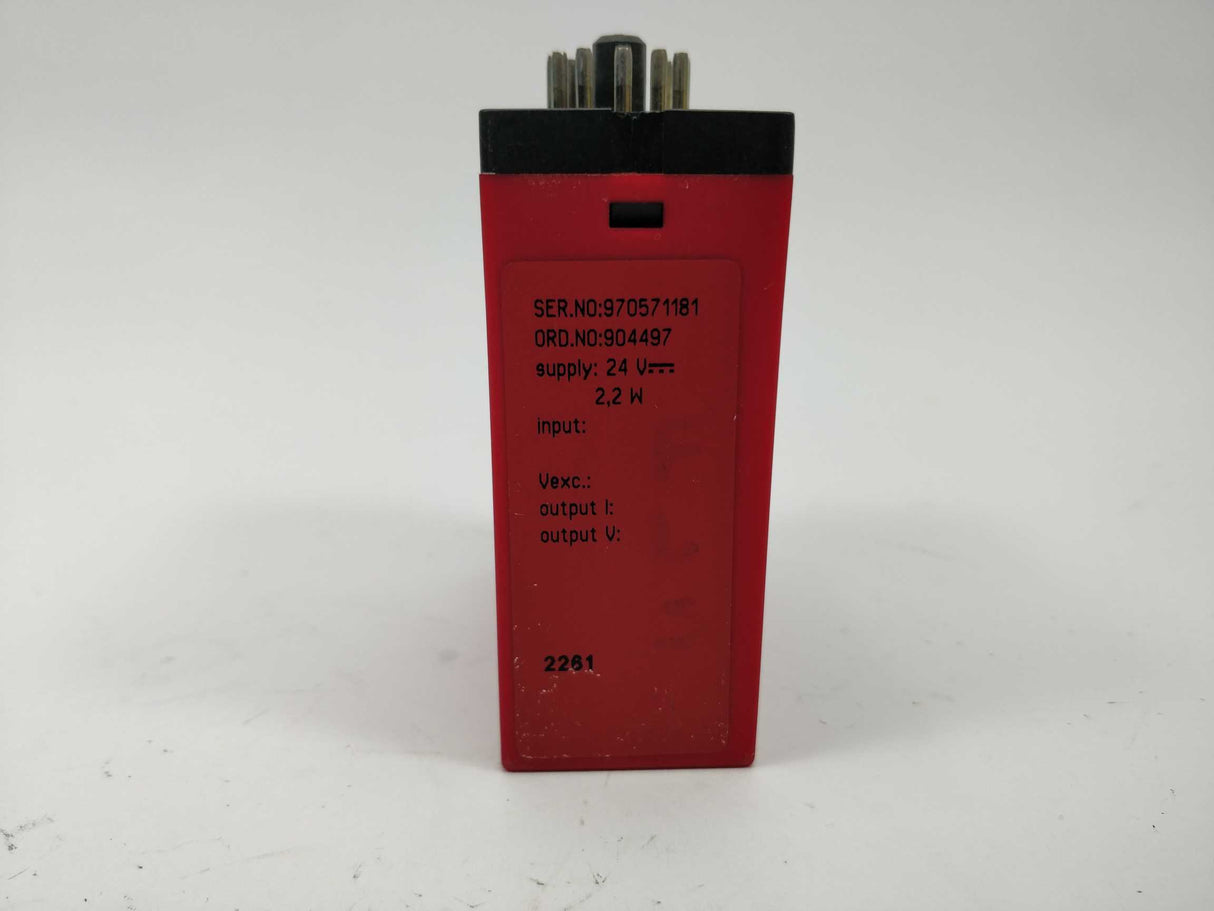 SER.NO:970571181
ORD.NO:904497
supply: 24 V⎓
2,2 W
input:
Vexc.:
output I:
output V:
2261